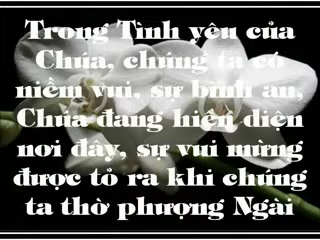 Trong Tình yêu của
Chúa, chúng ta có
niềm vui, sự bình an,
Chúa đang hiện diện
nơi đây, sự vui mừng
được tỏ ra khi chúng
ta thờ phượng Ngài